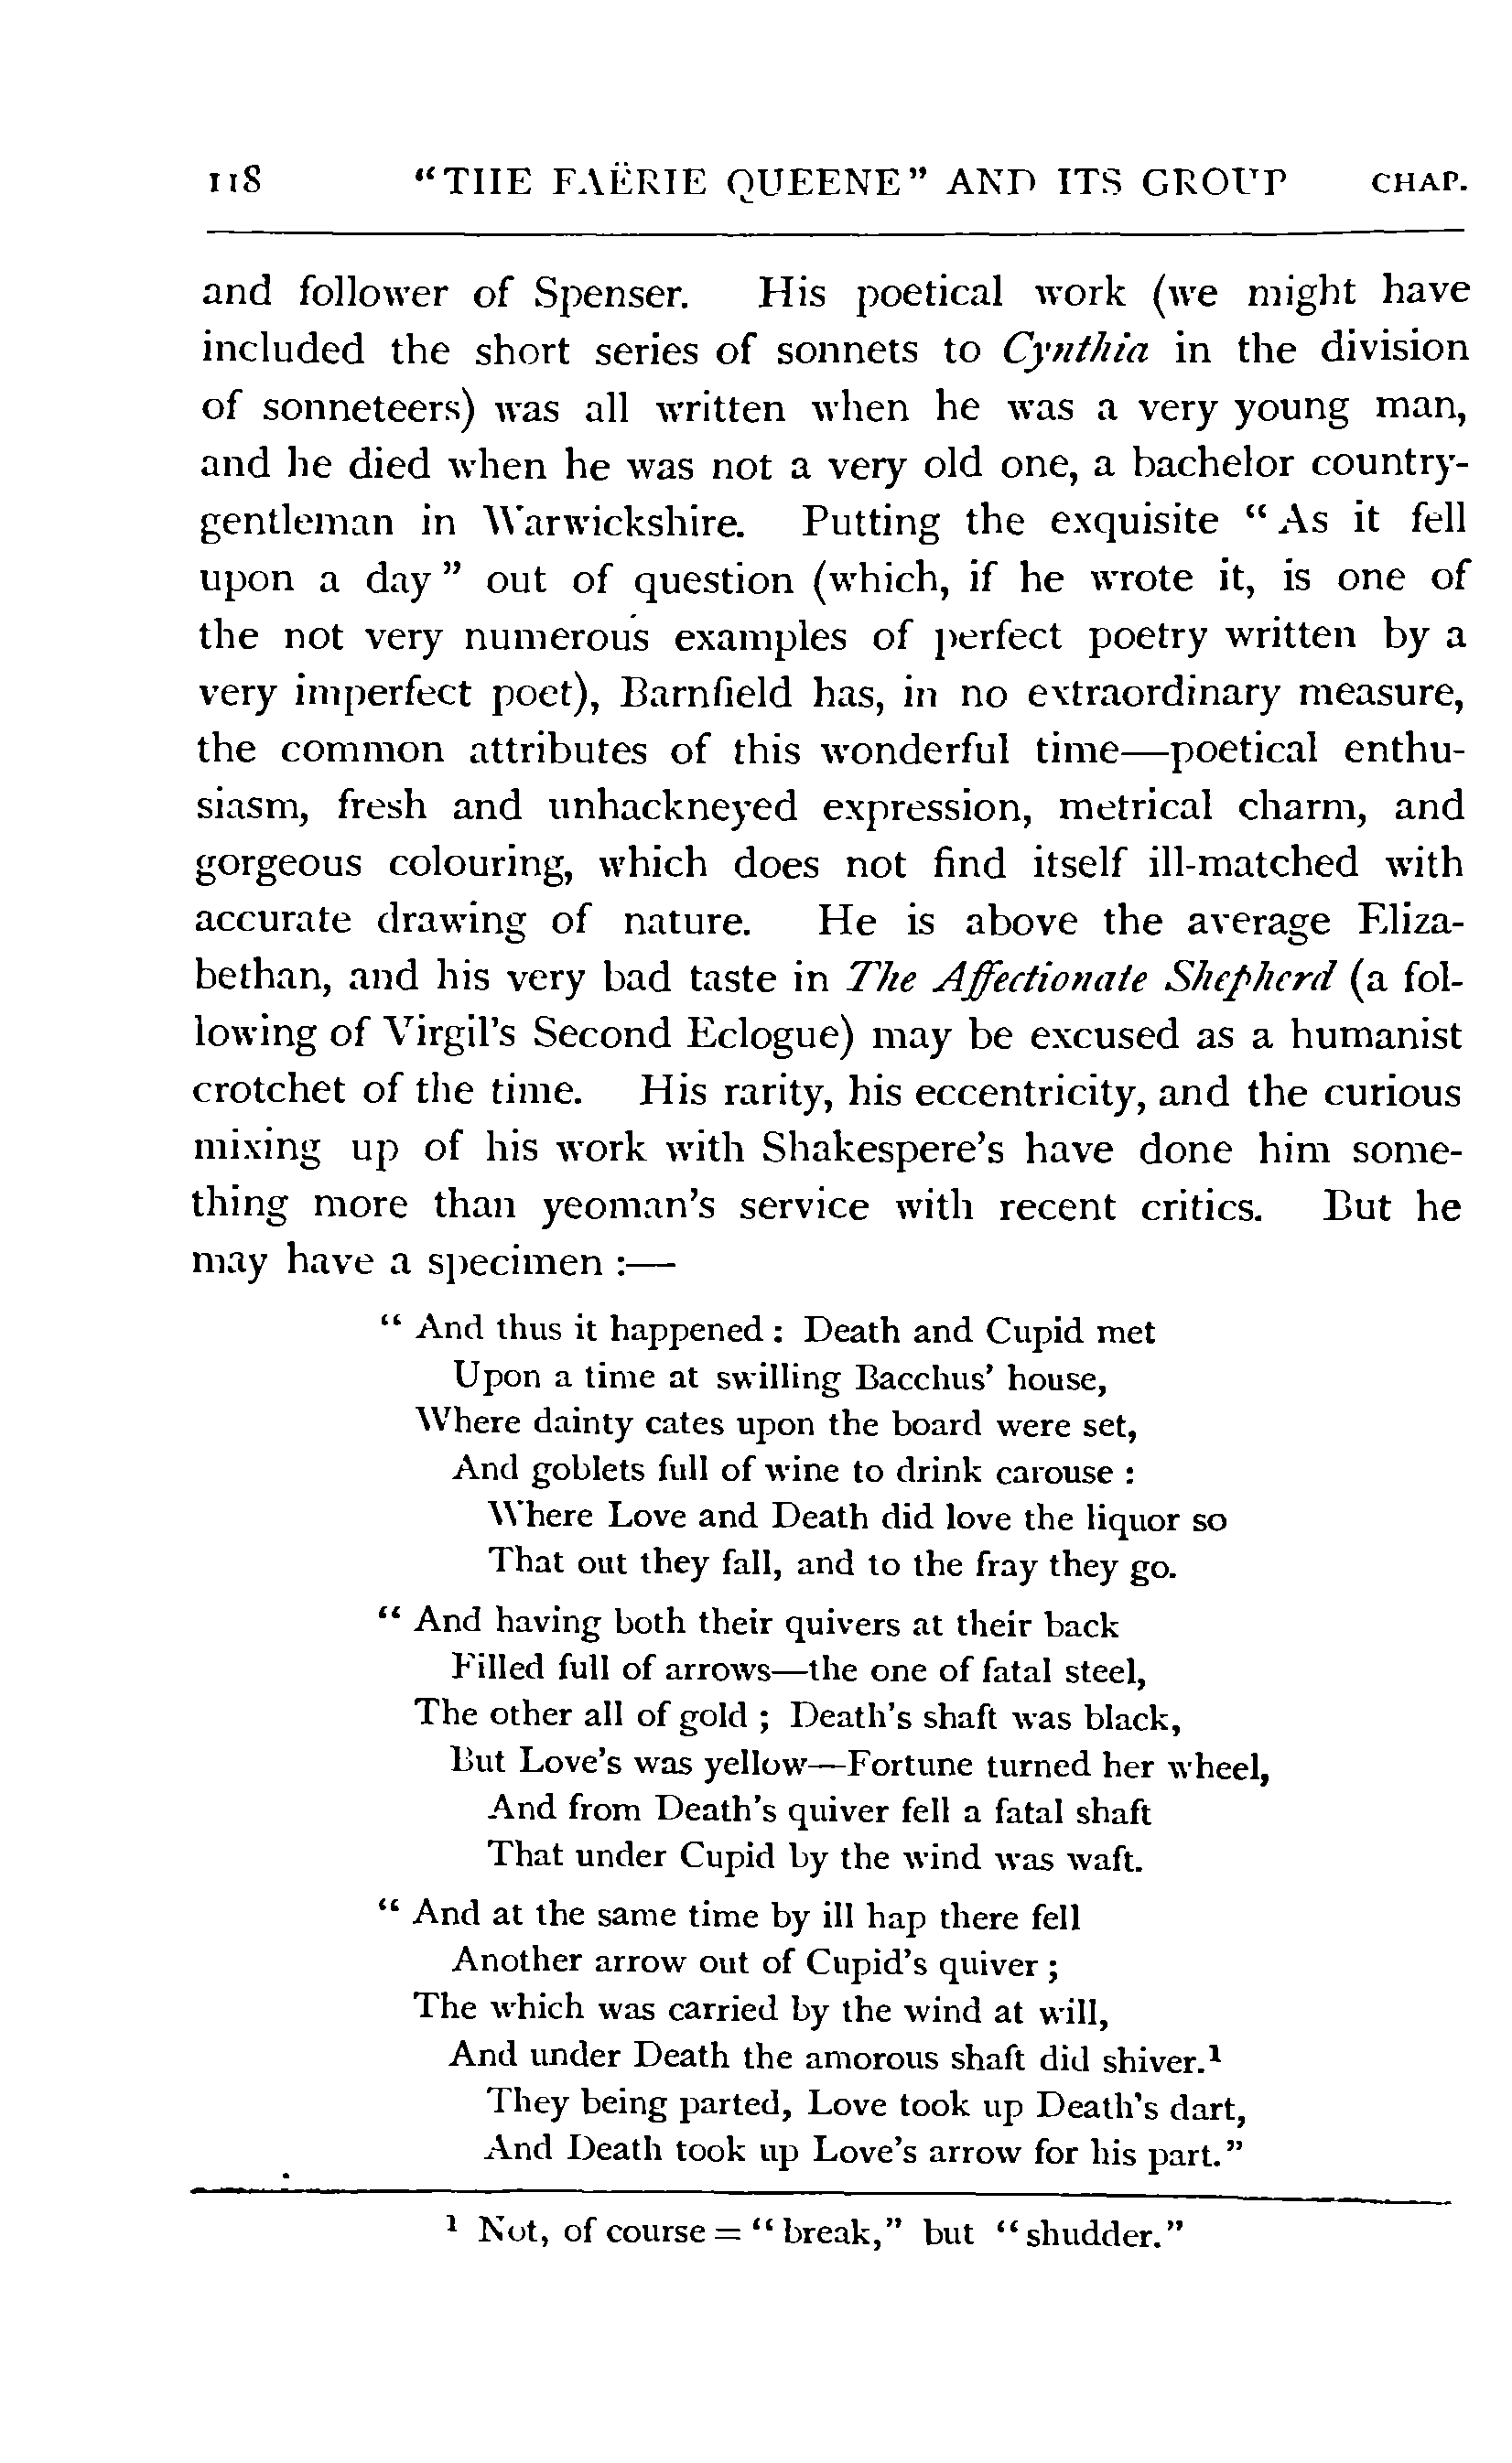 118 "THE FAËRIE QUEENE" AND ITS GROUP CHAP.
and follower of Spenser. His poetical work (we might have
included the short series of sonnets to Cynthia in the division
of sonneteers) was all written when he was a very young man,
and he died when he was not a very old one, a bachelor country-
gentleman in Warwickshire. Putting the exquisite "As it fell
upon a day" out of question (which, if he wrote it, is one of
the not very numerous examples of perfect poetry written by a
very imperfect poet), Barnfield has, in no extraordinary measure,
the common attributes of this wonderful time—poetical enthu-
siasm, fresh and unhackneyed expression, metrical charm, and
gorgeous colouring, which does not find itself ill-matched with
accurate drawing of nature. He is above the average Eliza-
bethan, and his very bad taste in The Affectionate Shepherd (a fol-
lowing of Virgil's Second Eclogue) may be excused as a humanist
crotchet of the time. His rarity, his eccentricity, and the curious
mixing up of his work with Shakespere's have done him some-
thing more than yeoman's service with recent critics. But he
may have a specimen :—
"And thus it happened : Death and Cupid met
Upon a time at swilling Bacchus' house,
Where dainty cates upon the board were set,
And goblets full of wine to drink carouse :
Where Love and Death did love the liquor so
That out they fall, and to the fray they go.
"And having both their quivers at their back
Filled full of arrows—the one of fatal steel,
The other all of gold ; Death's shaft was black,
But Love's was yellow—Fortune turned her wheel,
And from Death's quiver fell a fatal shaft
That under Cupid by the wind was waft.
"And at the same time by ill hap there fell
Another arrow out of Cupid's quiver ;
The which was carried by the wind at will,
And under Death the amorous shaft did shiver.¹
They being parted, Love took up Death's dart,
And Death took up Love's arrow for his part."
¹ Not, of course = "break," but "shudder."